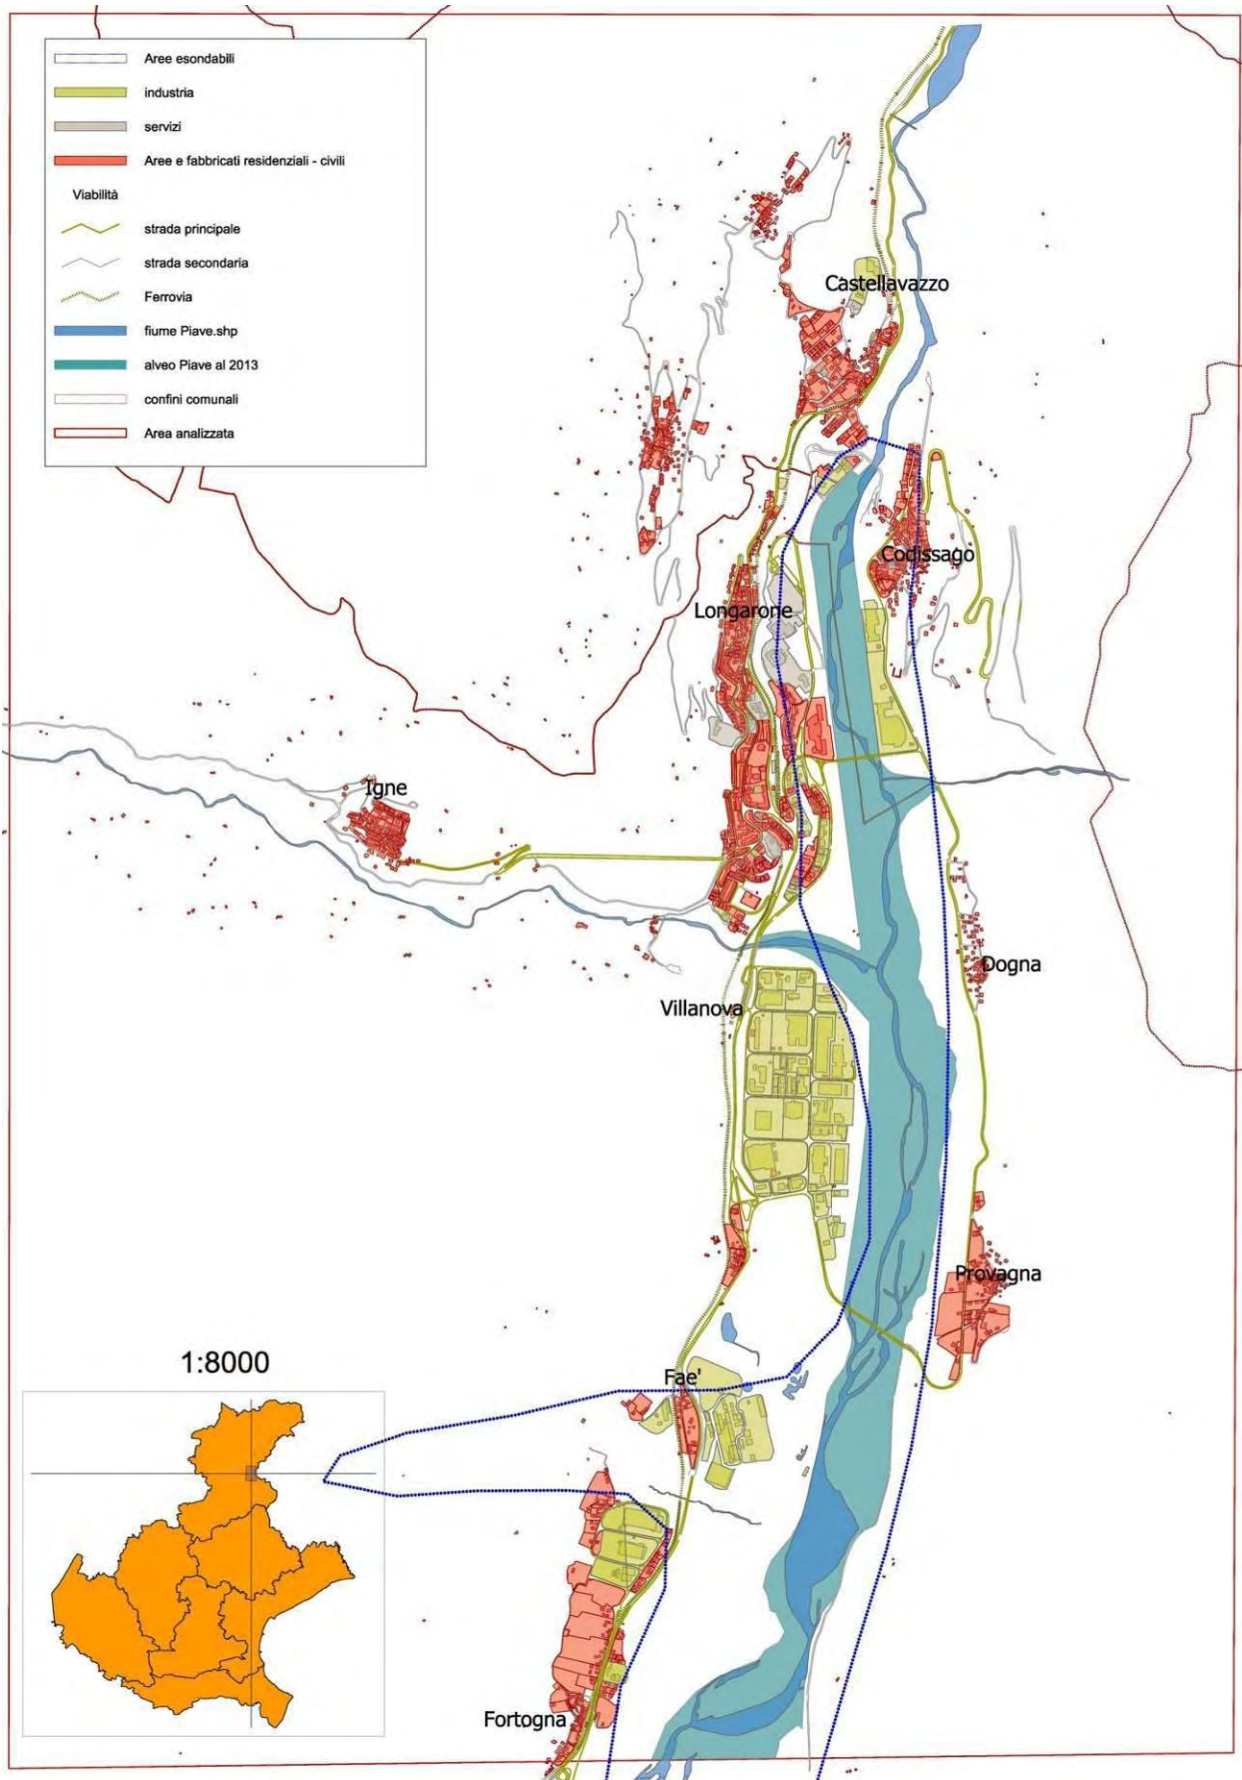 Aree esondabili
industria
servizi
Aree e fabbricati residenziali - civili
Viabilità
strada principale
strada secondaria
Ferrovia
fiume Piave.shp
alveo Piave al 2013
confini comunali
Area analizzata
Castellavazzo
Codissago
Longarone
Igne
Dogna
Villanova
Provagna
1:8000
Fae'
Fortogna